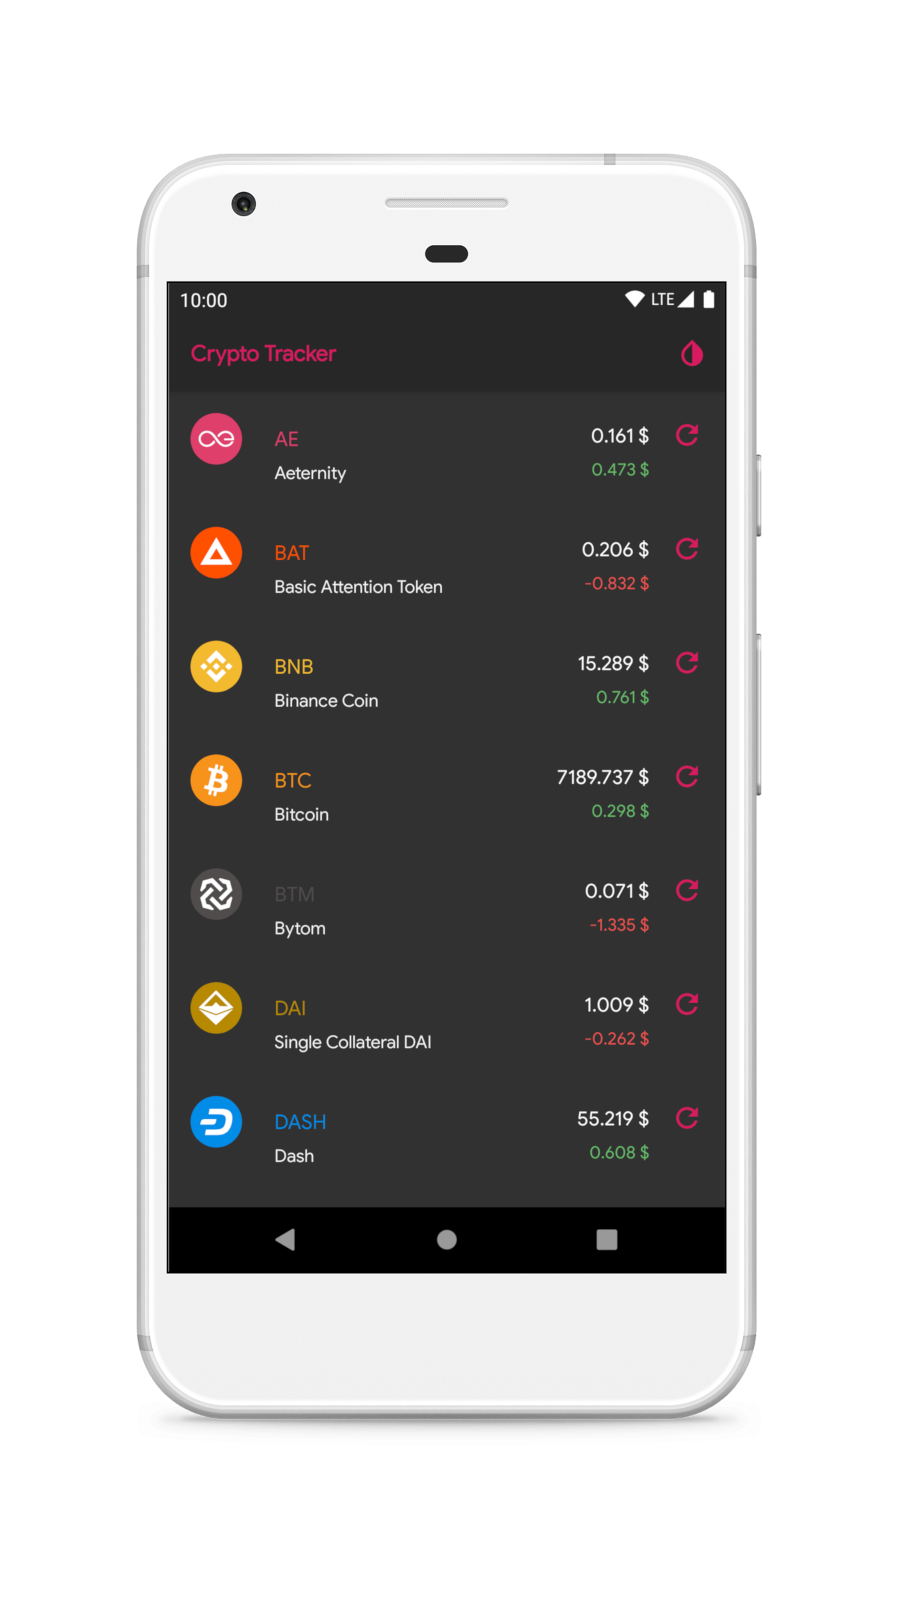 10:00 LTE
Crypto Tracker
AE 0.161 $
Aeternity 0.473 $
BAT 0.206 $
Basic Attention Token -0.832 $
BNB 15.289 $
Binance Coin 0.761 $
BTC 7189.737 $
Bitcoin 0.298 $
BTM 0.071 $
Bytom -1.335 $
DAI 1.009 $
Single Collateral DAI -0.262 $
DASH 55.219 $
Dash 0.608 $